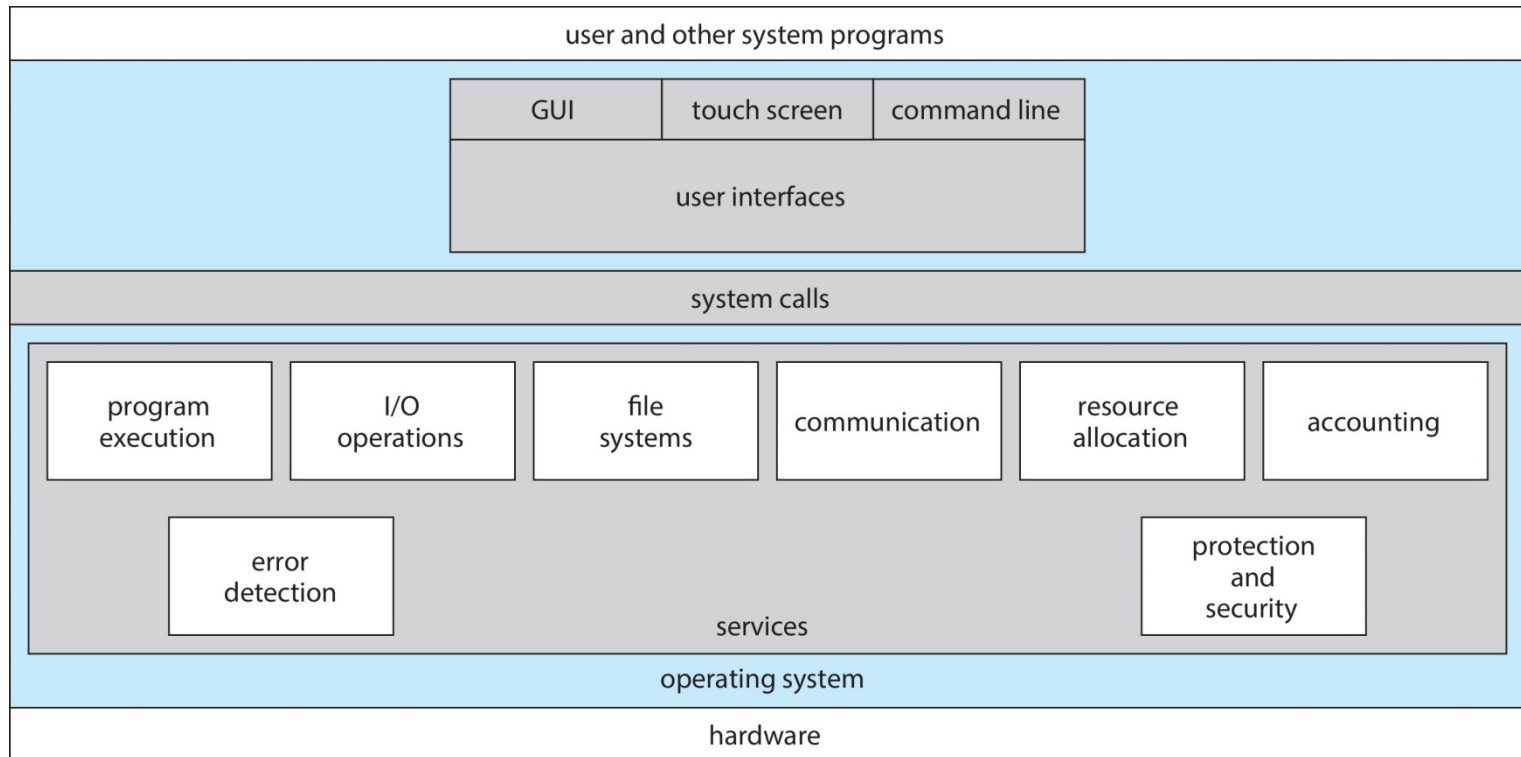 user and other system programs
GUI
touch screen
command line
user interfaces
system calls
program
execution
I/O
operations
file
systems
communication
resource
allocation
accounting
error
detection
protection
and
security
services
operating system
hardware